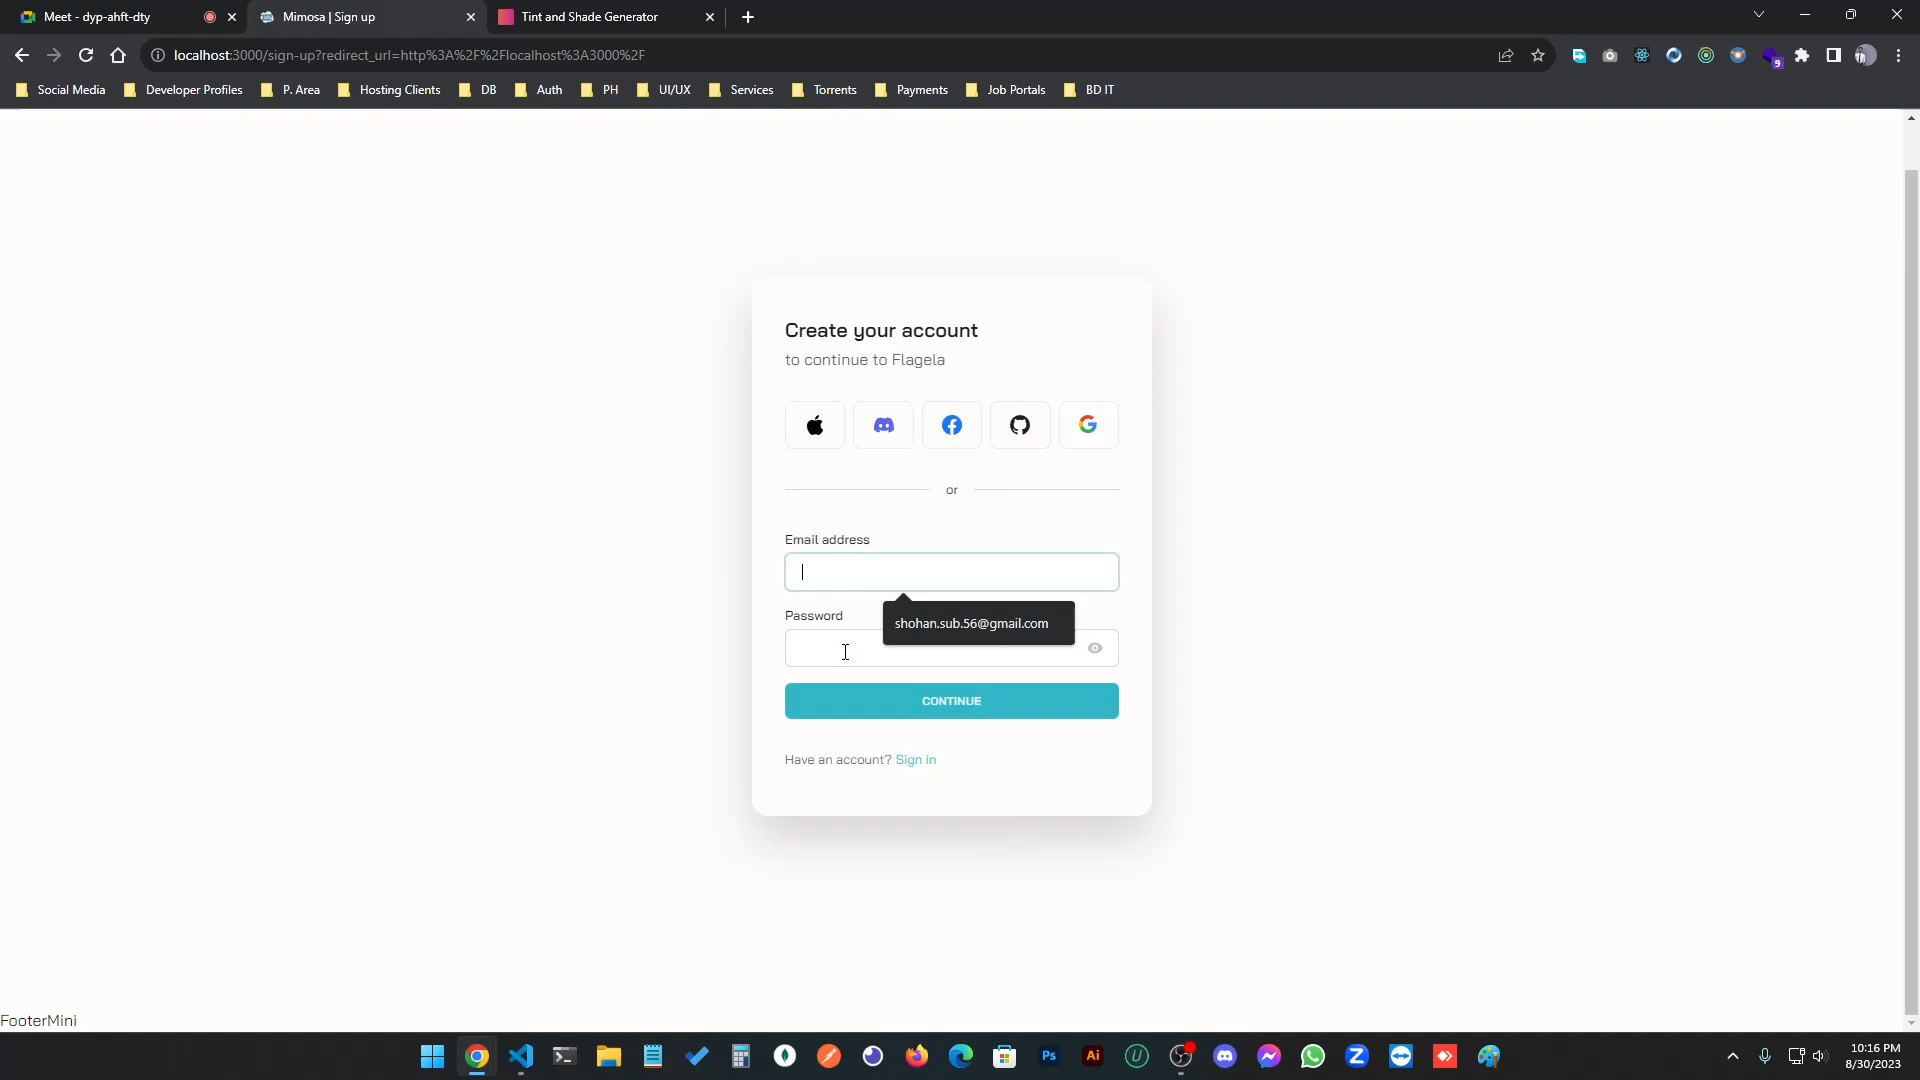 Meet - dyp-ahft-dty
Mimosa | Sign up
Tint and Shade Generator
localhost:3000/sign-up?redirect_url=http%3A%2F%2Flocalhost%3A3000%2F
9
Social Media
Developer Profiles
P. Area
Hosting Clients
DB
Auth
PH
UI/UX
Services
Torrents
Payments
Job Portals
BD IT
Create your account
to continue to Flagela
or
Email address
shohan.sub.56@gmail.com
Password
CONTINUE
Have an account? Sign in
FooterMini
Ps
Ai
10:16 PM
8/30/2023